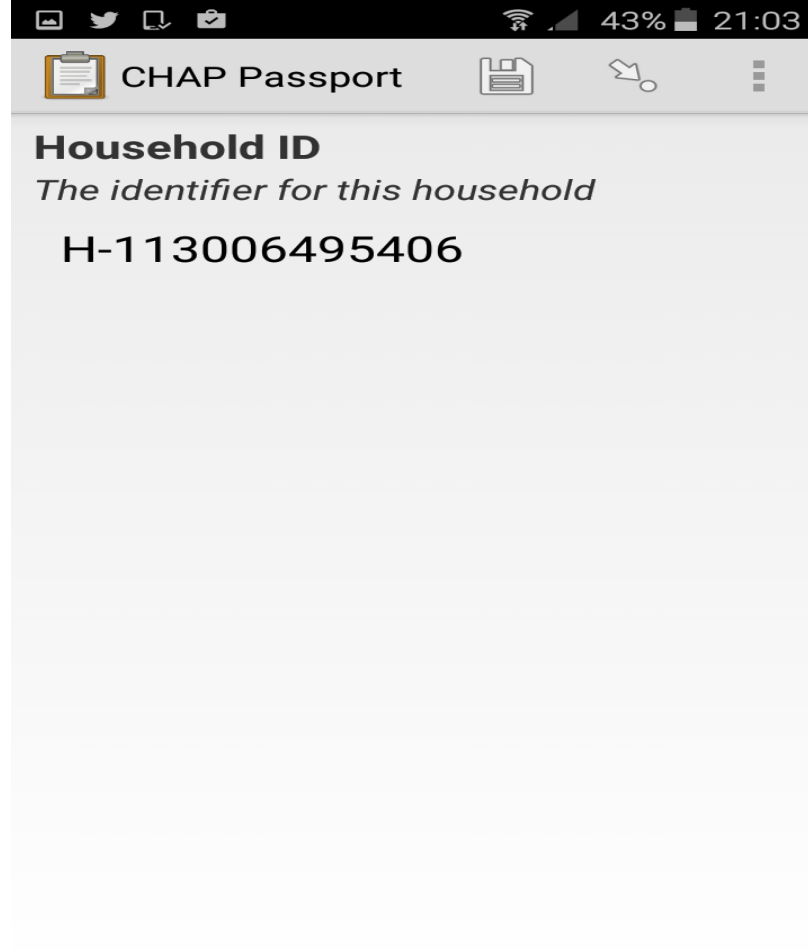 43% 21:03
CHAP Passport
Household ID
The identifier for this household
H-113006495406